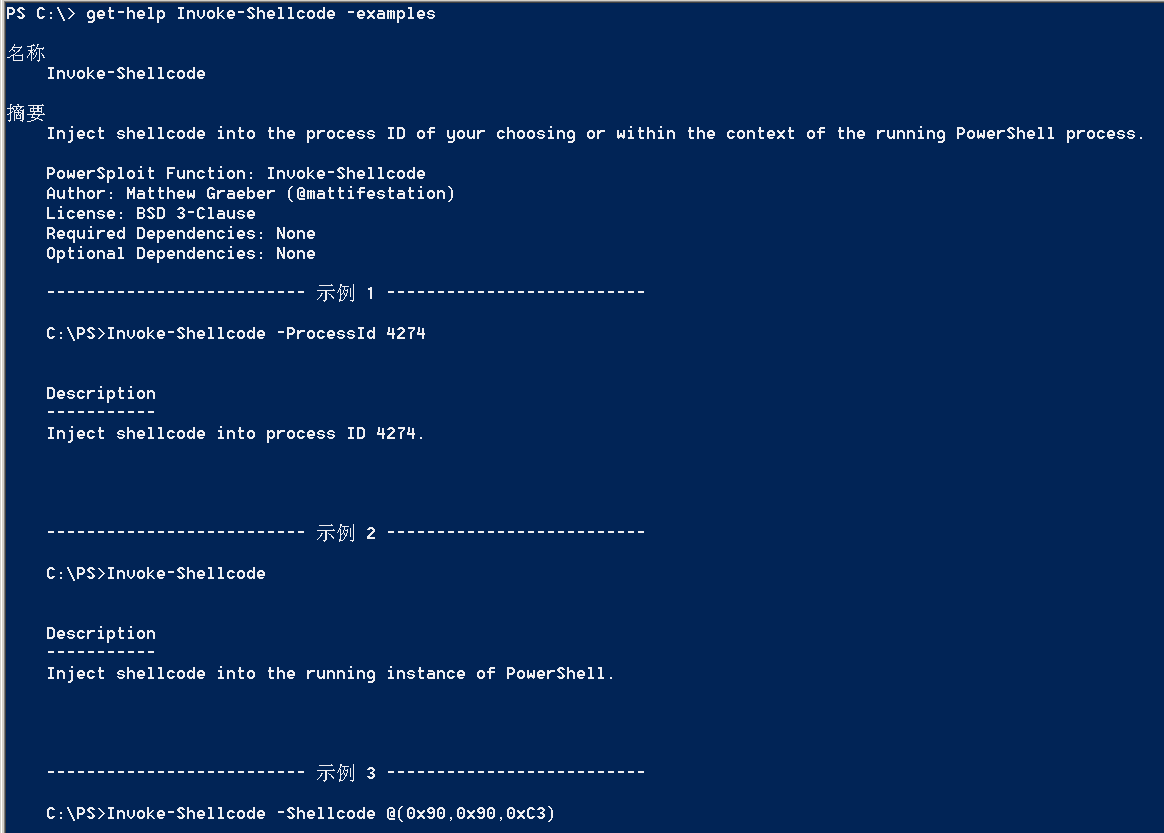 PS C:\> get-help Invoke-Shellcode -examples
名称
Invoke-Shellcode
摘要
Inject shellcode into the process ID of your choosing or within the context of the running PowerShell process.
PowerSploit Function: Invoke-Shellcode
Author: Matthew Graeber (@mattifestation)
License: BSD 3-Clause
Required Dependencies: None
Optional Dependencies: None
-------------------------- 示例 1 --------------------------
C:\PS>Invoke-Shellcode -ProcessId 4274
Description
-----------
Inject shellcode into process ID 4274.
-------------------------- 示例 2 --------------------------
C:\PS>Invoke-Shellcode
Description
-----------
Inject shellcode into the running instance of PowerShell.
-------------------------- 示例 3 --------------------------
C:\PS>Invoke-Shellcode -Shellcode @(0x90,0x90,0xC3)